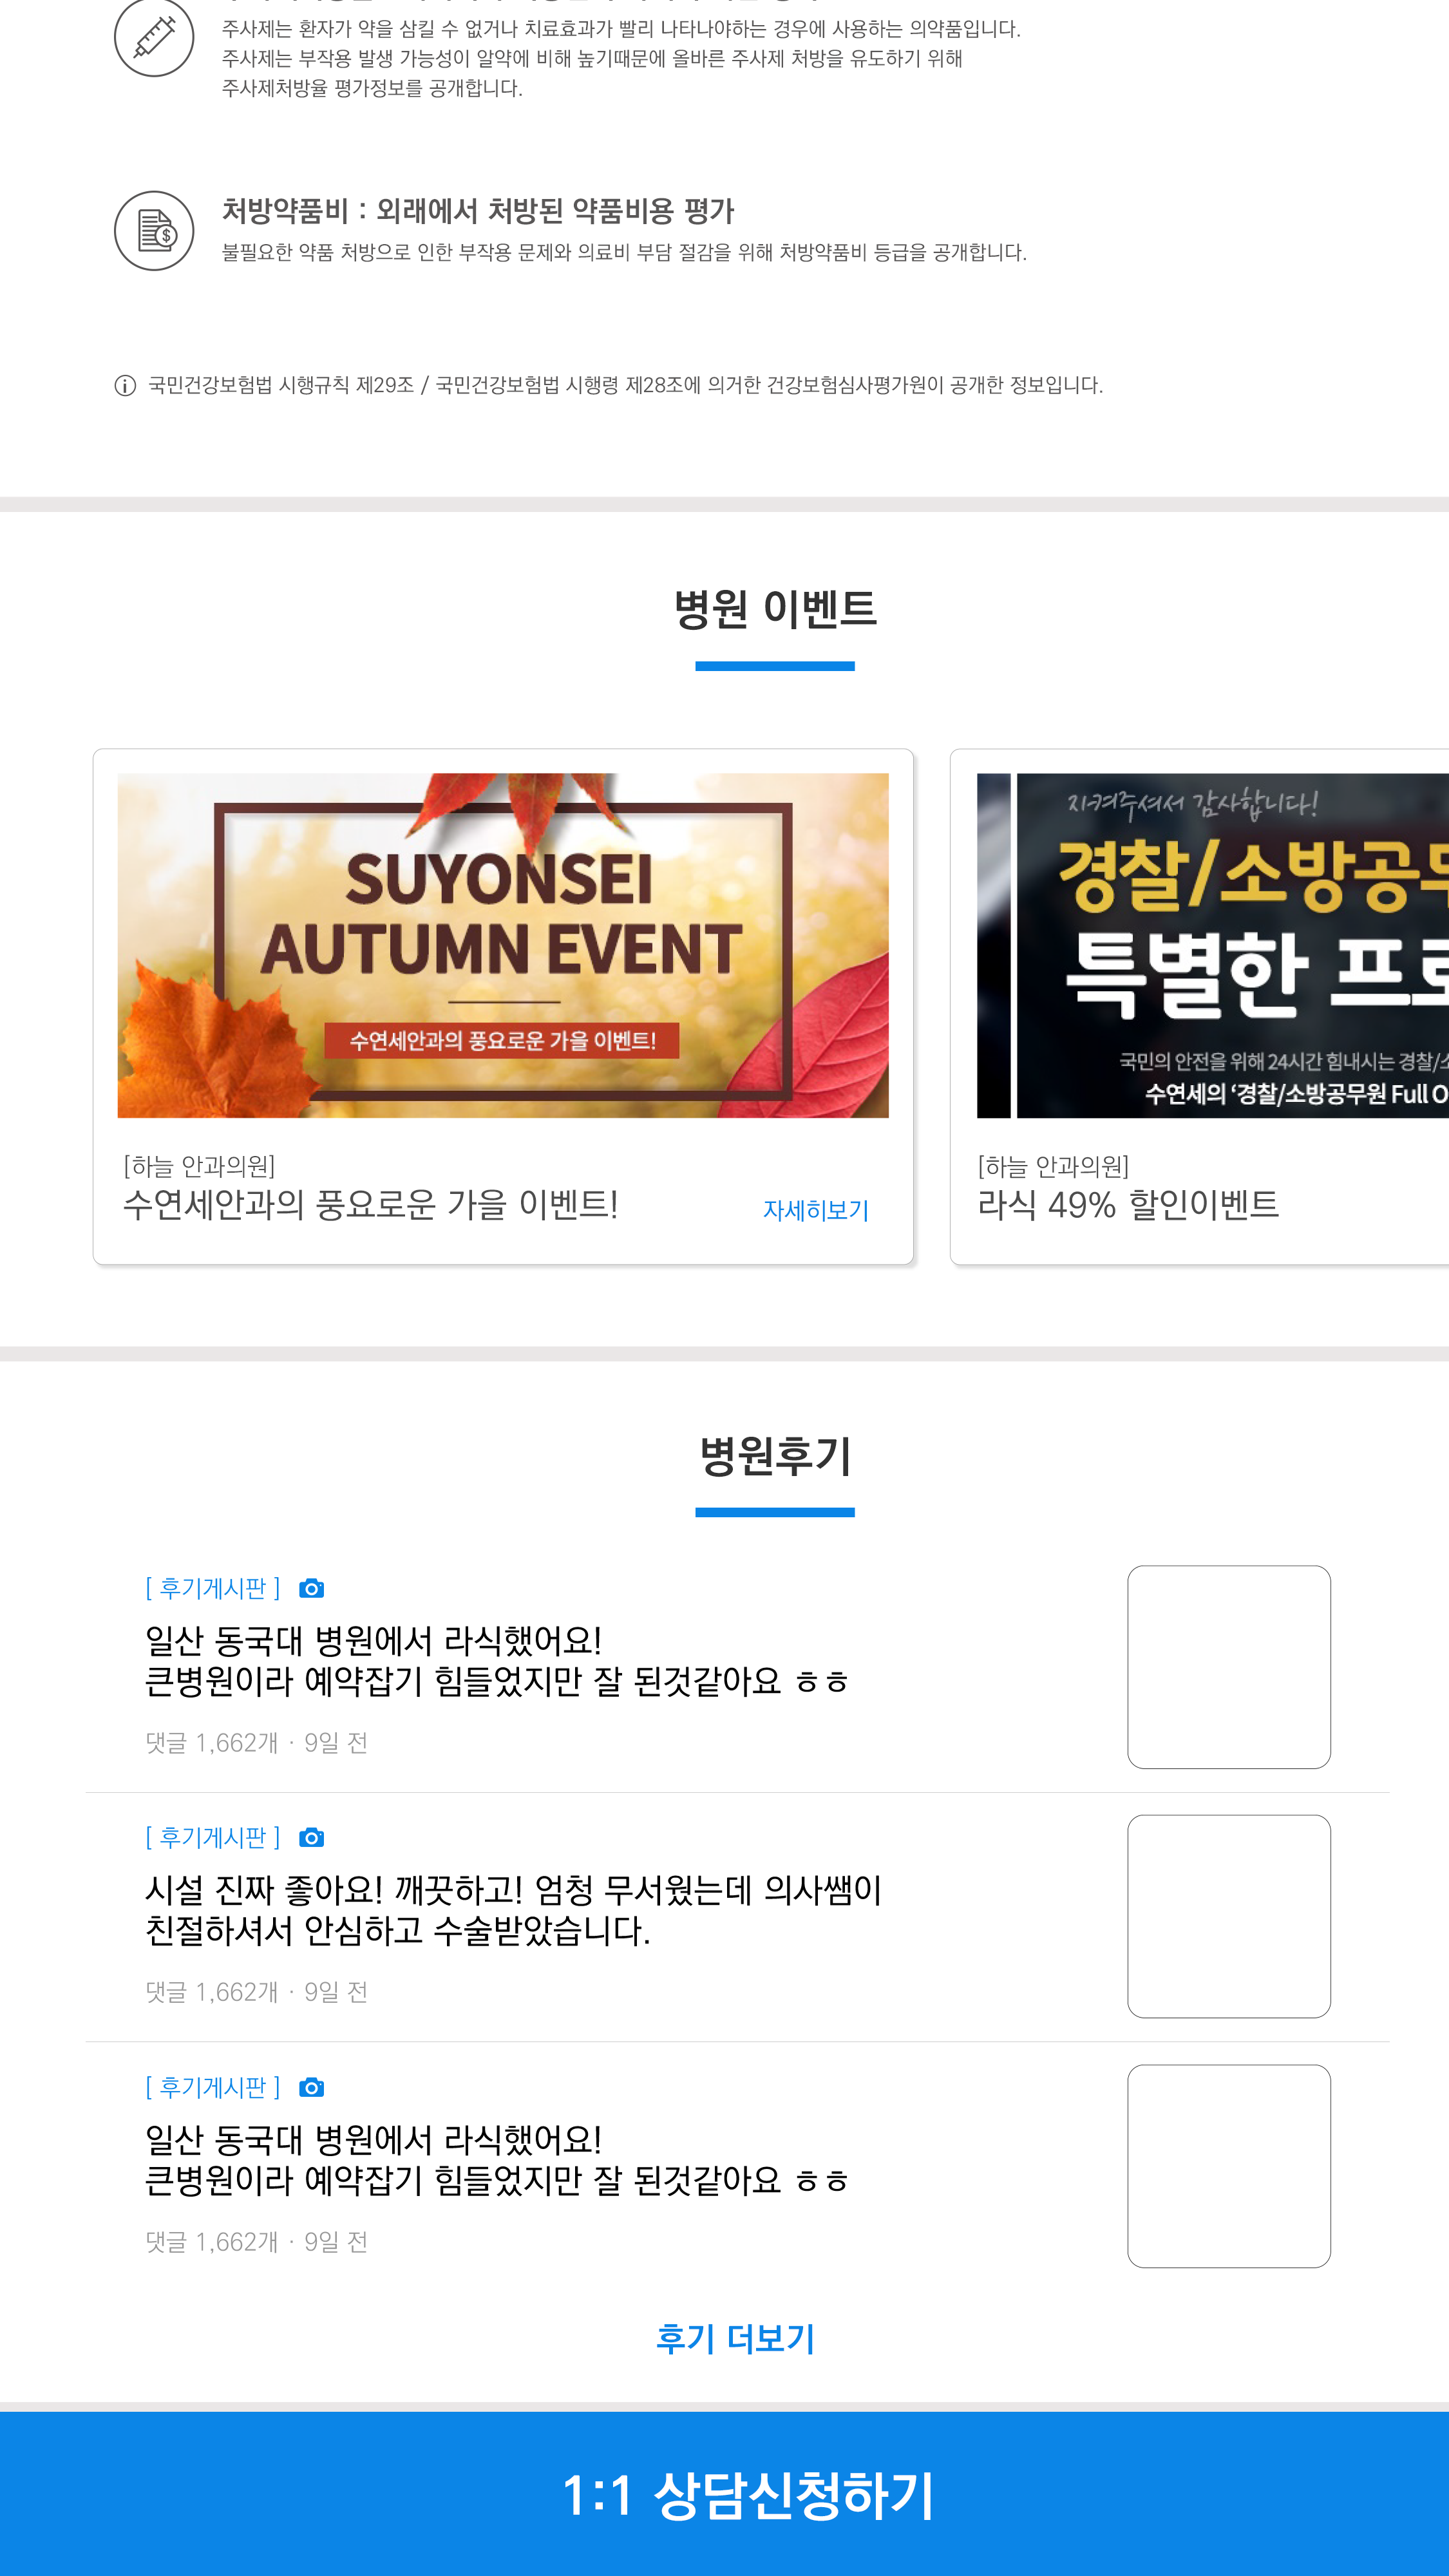 주사제는 환자가 약을 삼킬 수 없거나 치료효과가 빨리 나타나야하는 경우에 사용하는 의약품입니다.
주사제는 부작용 발생 가능성이 알약에 비해 높기때문에 올바른 주사제 처방을 유도하기 위해
주사제처방율 평가정보를 공개합니다.
처방약품비 : 외래에서 처방된 약품비용 평가
불필요한 약품 처방으로 인한 부작용 문제와 의료비 부담 절감을 위해 처방약품비 등급을 공개합니다.
국민건강보험법 시행규칙 제29조 / 국민건강보험법 시행령 제28조에 의거한 건강보험심사평가원이 공개한 정보입니다.
병원 이벤트
SUYONSEI
AUTUMN EVENT
수연세안과의 풍요로운 가을 이벤트!
[하늘 안과의원]
수연세안과의 풍요로운 가을 이벤트!
자세히보기
지켜주셔서 감사합니다!
경찰/소방공무
특별한 프로
국민의 안전을 위해 24시간 힘내시는 경찰/소
수연세의 ‘경찰/소방공무원 Full O
[하늘 안과의원]
라식 49% 할인이벤트
병원후기
[ 후기게시판 ]
일산 동국대 병원에서 라식했어요!
큰병원이라 예약잡기 힘들었지만 잘 된것같아요 ㅎㅎ
댓글 1,662개 · 9일 전
[ 후기게시판 ]
시설 진짜 좋아요! 깨끗하고! 엄청 무서웠는데 의사쌤이
친절하셔서 안심하고 수술받았습니다.
댓글 1,662개 · 9일 전
[ 후기게시판 ]
일산 동국대 병원에서 라식했어요!
큰병원이라 예약잡기 힘들었지만 잘 된것같아요 ㅎㅎ
댓글 1,662개 · 9일 전
후기 더보기
1:1 상담신청하기